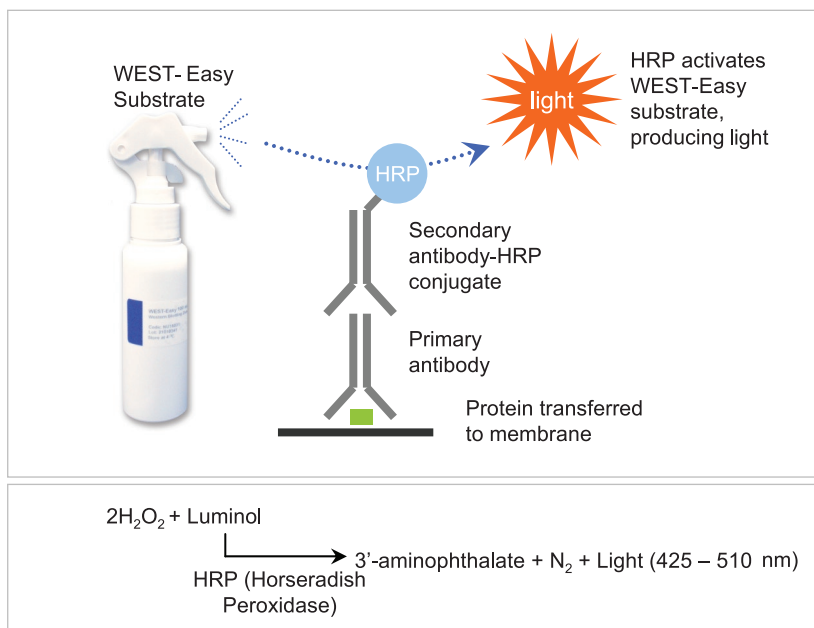 WEST- Easy
Substrate
light
HRP activates
WEST-Easy
substrate,
producing light
HRP
Secondary
antibody-HRP
conjugate
Primary
antibody
Protein transferred
to membrane
2H₂O₂ + Luminol
3’-aminophthalate + N₂ + Light (425 – 510 nm)
HRP (Horseradish
Peroxidase)